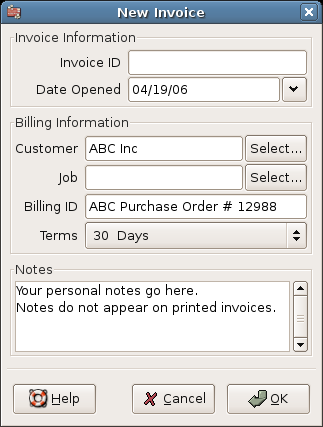 New Invoice
Invoice Information
Invoice ID
Date Opened 04/19/06
Billing Information
Customer ABC Inc Select...
Job Select...
Billing ID ABC Purchase Order # 12988
Terms 30 Days
Notes
Your personal notes go here.
Notes do not appear on printed invoices.
Help Cancel OK